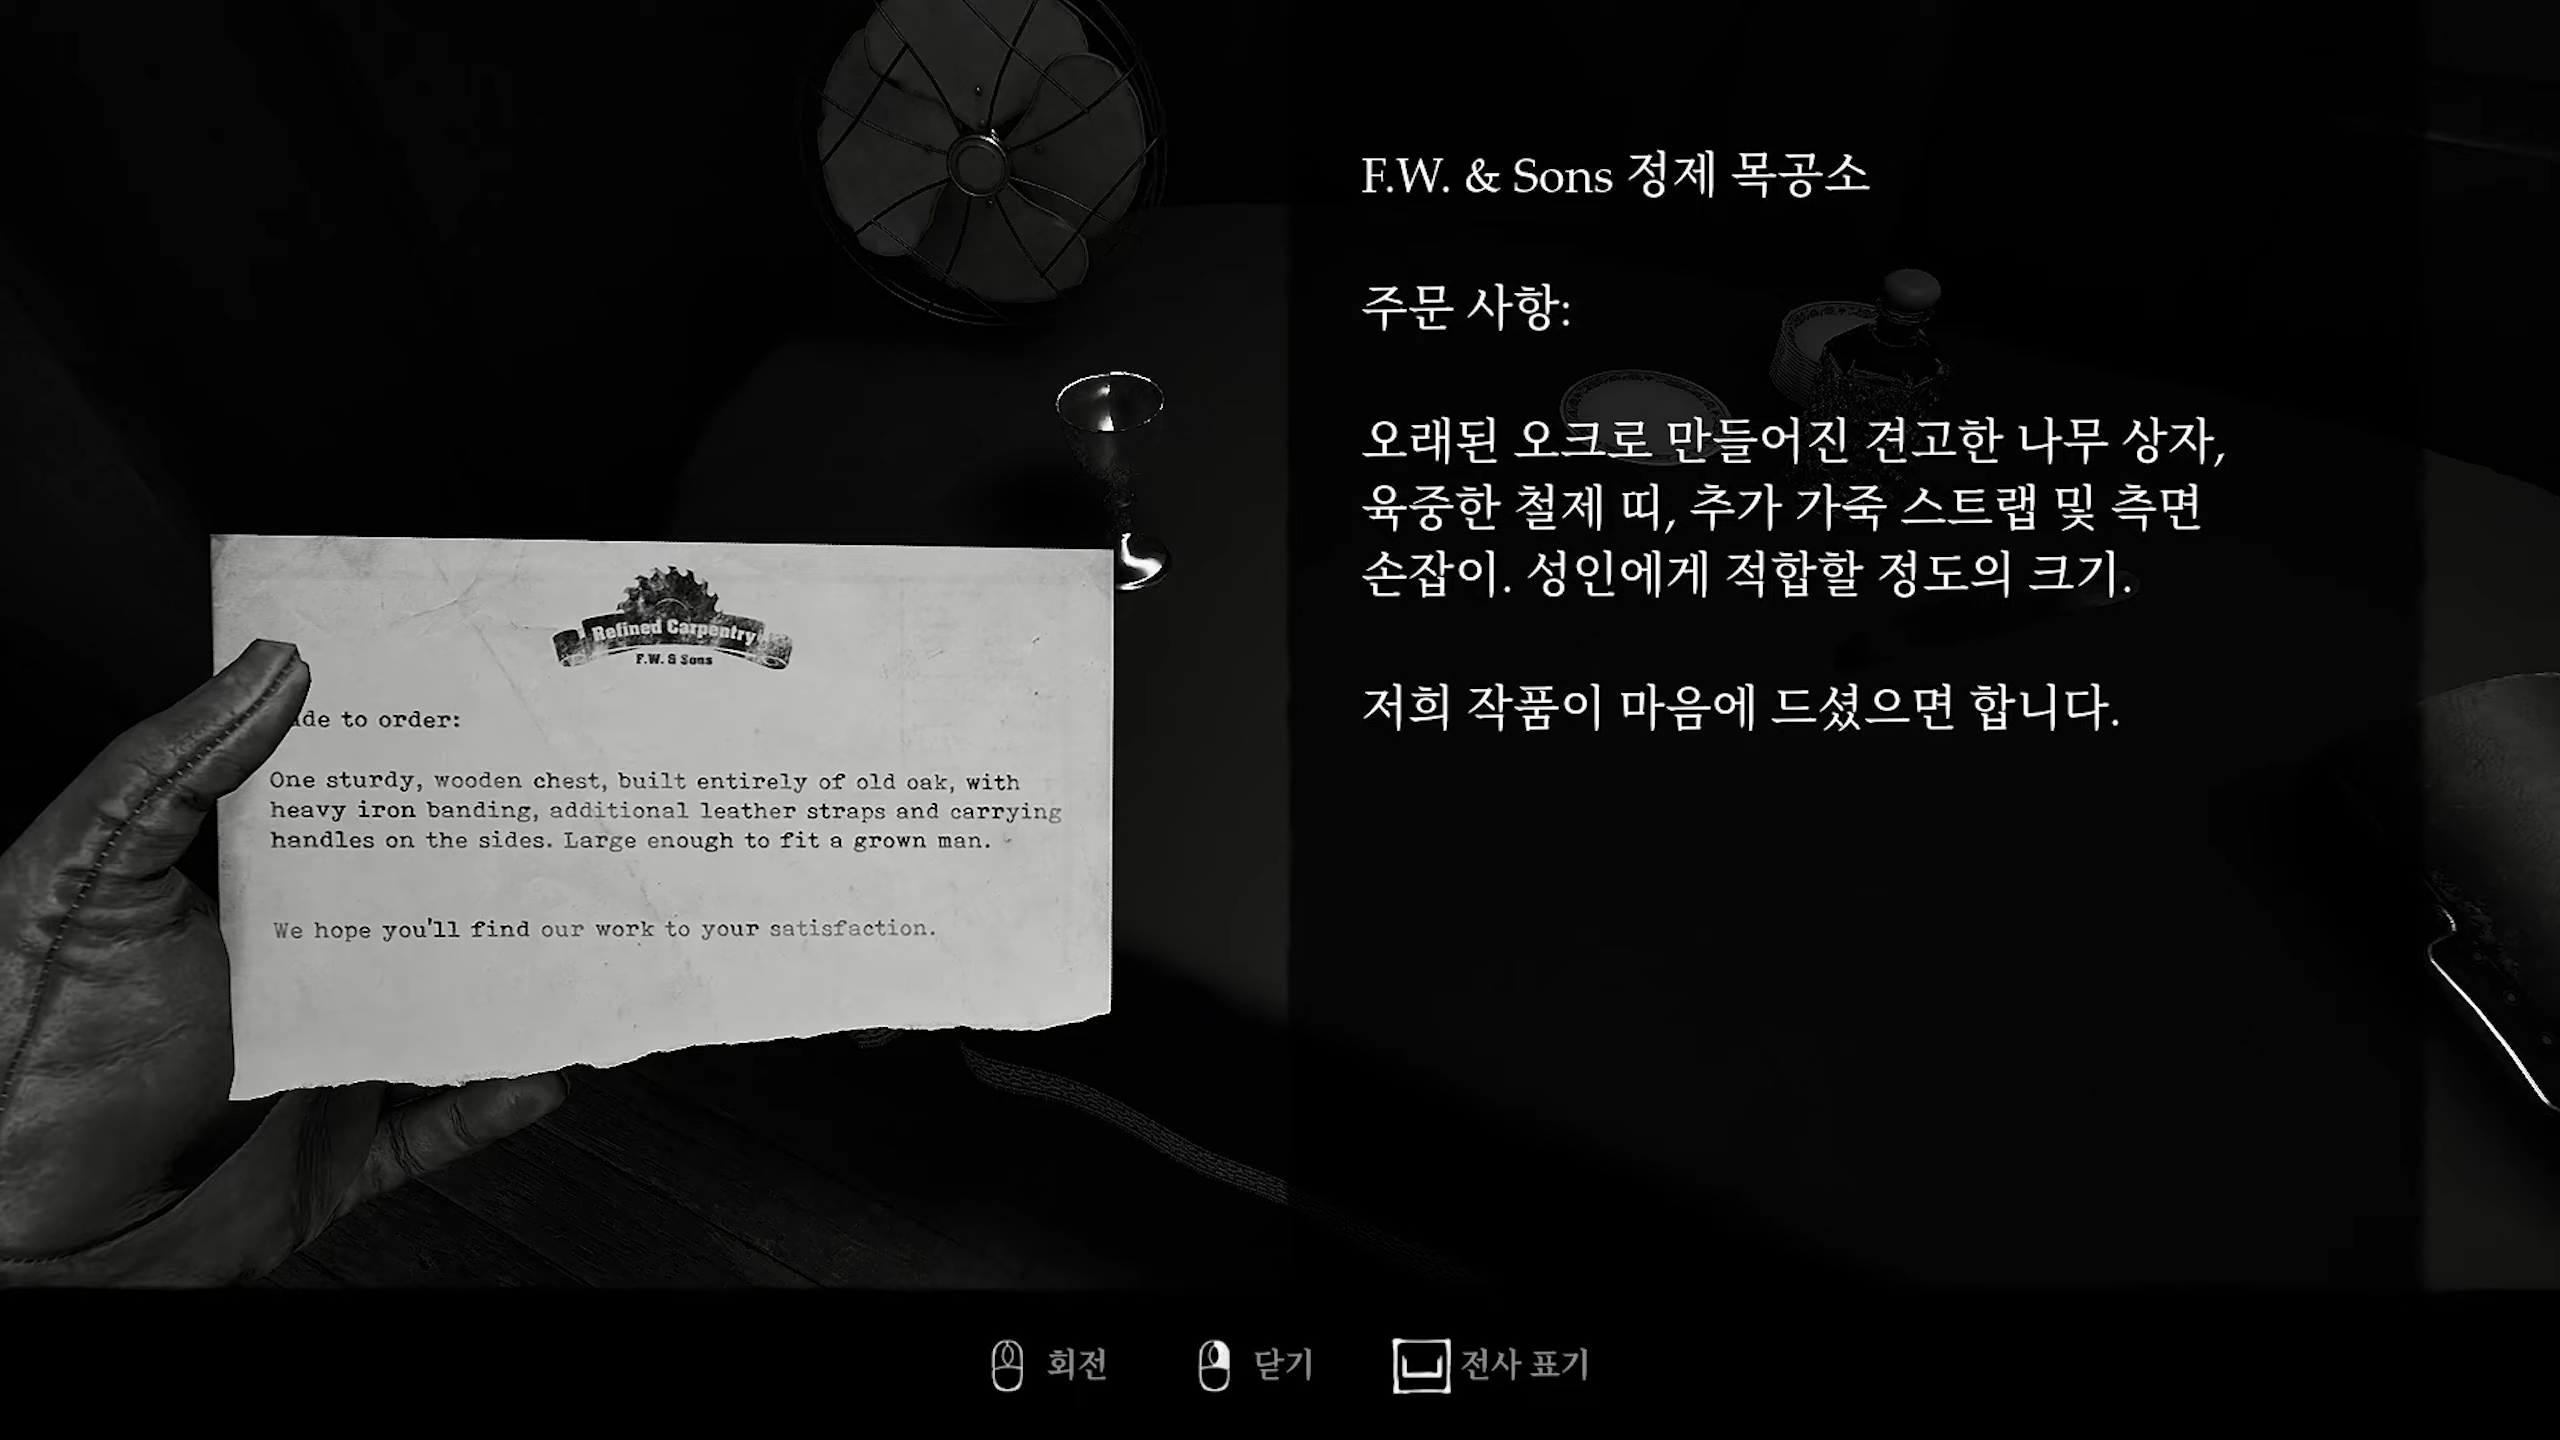 Refined Carpentry
F.W. & Sons
de to order:
One sturdy, wooden chest, built entirely of old oak, with
heavy iron banding, additional leather straps and carrying
handles on the sides. Large enough to fit a grown man.
We hope you'll find our work to your satisfaction.
F.W. & Sons 정제 목공소
주문 사항:
오래된 오크로 만들어진 견고한 나무 상자,
육중한 철제 띠, 추가 가죽 스트랩 및 측면
손잡이. 성인에게 적합할 정도의 크기.
저희 작품이 마음에 드셨으면 합니다.
회전 닫기 전사 표기